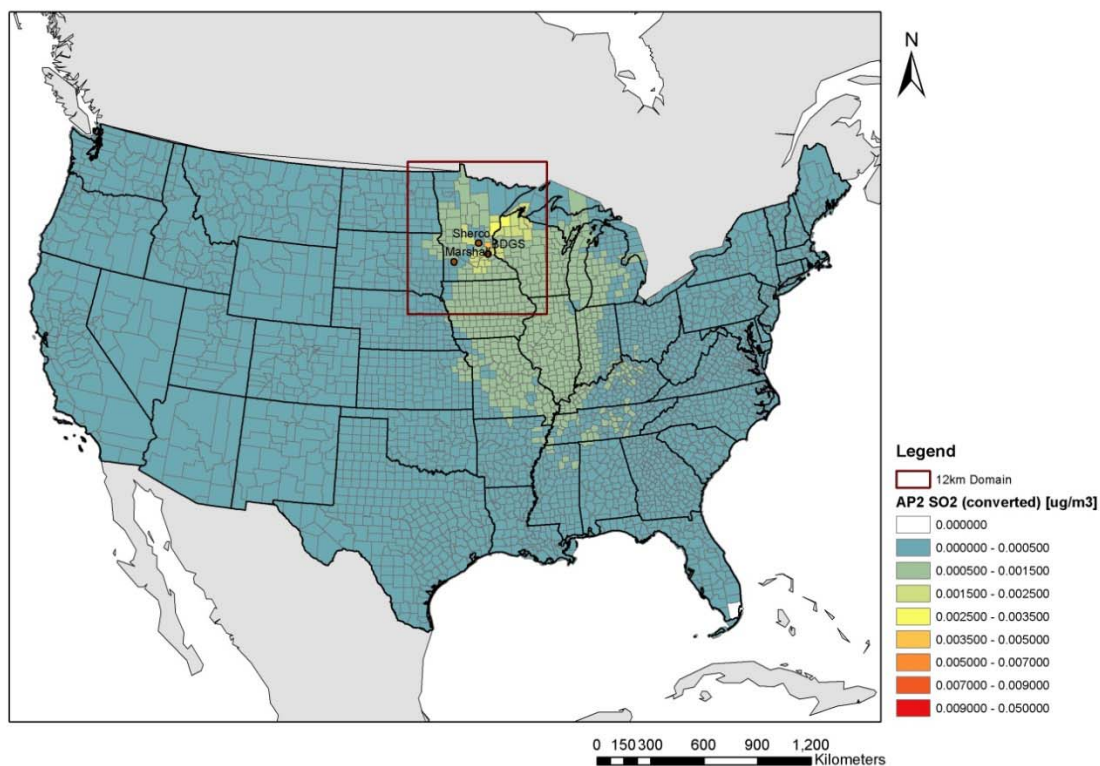 N
Sherco
BDGS
Marshall
Legend
12km Domain
AP2 SO2 (converted) [ug/m3]
0.000000
0.000000 - 0.000500
0.000500 - 0.001500
0.001500 - 0.002500
0.002500 - 0.003500
0.003500 - 0.005000
0.005000 - 0.007000
0.007000 - 0.009000
0.009000 - 0.050000
0 150 300 600 900 1,200
Kilometers